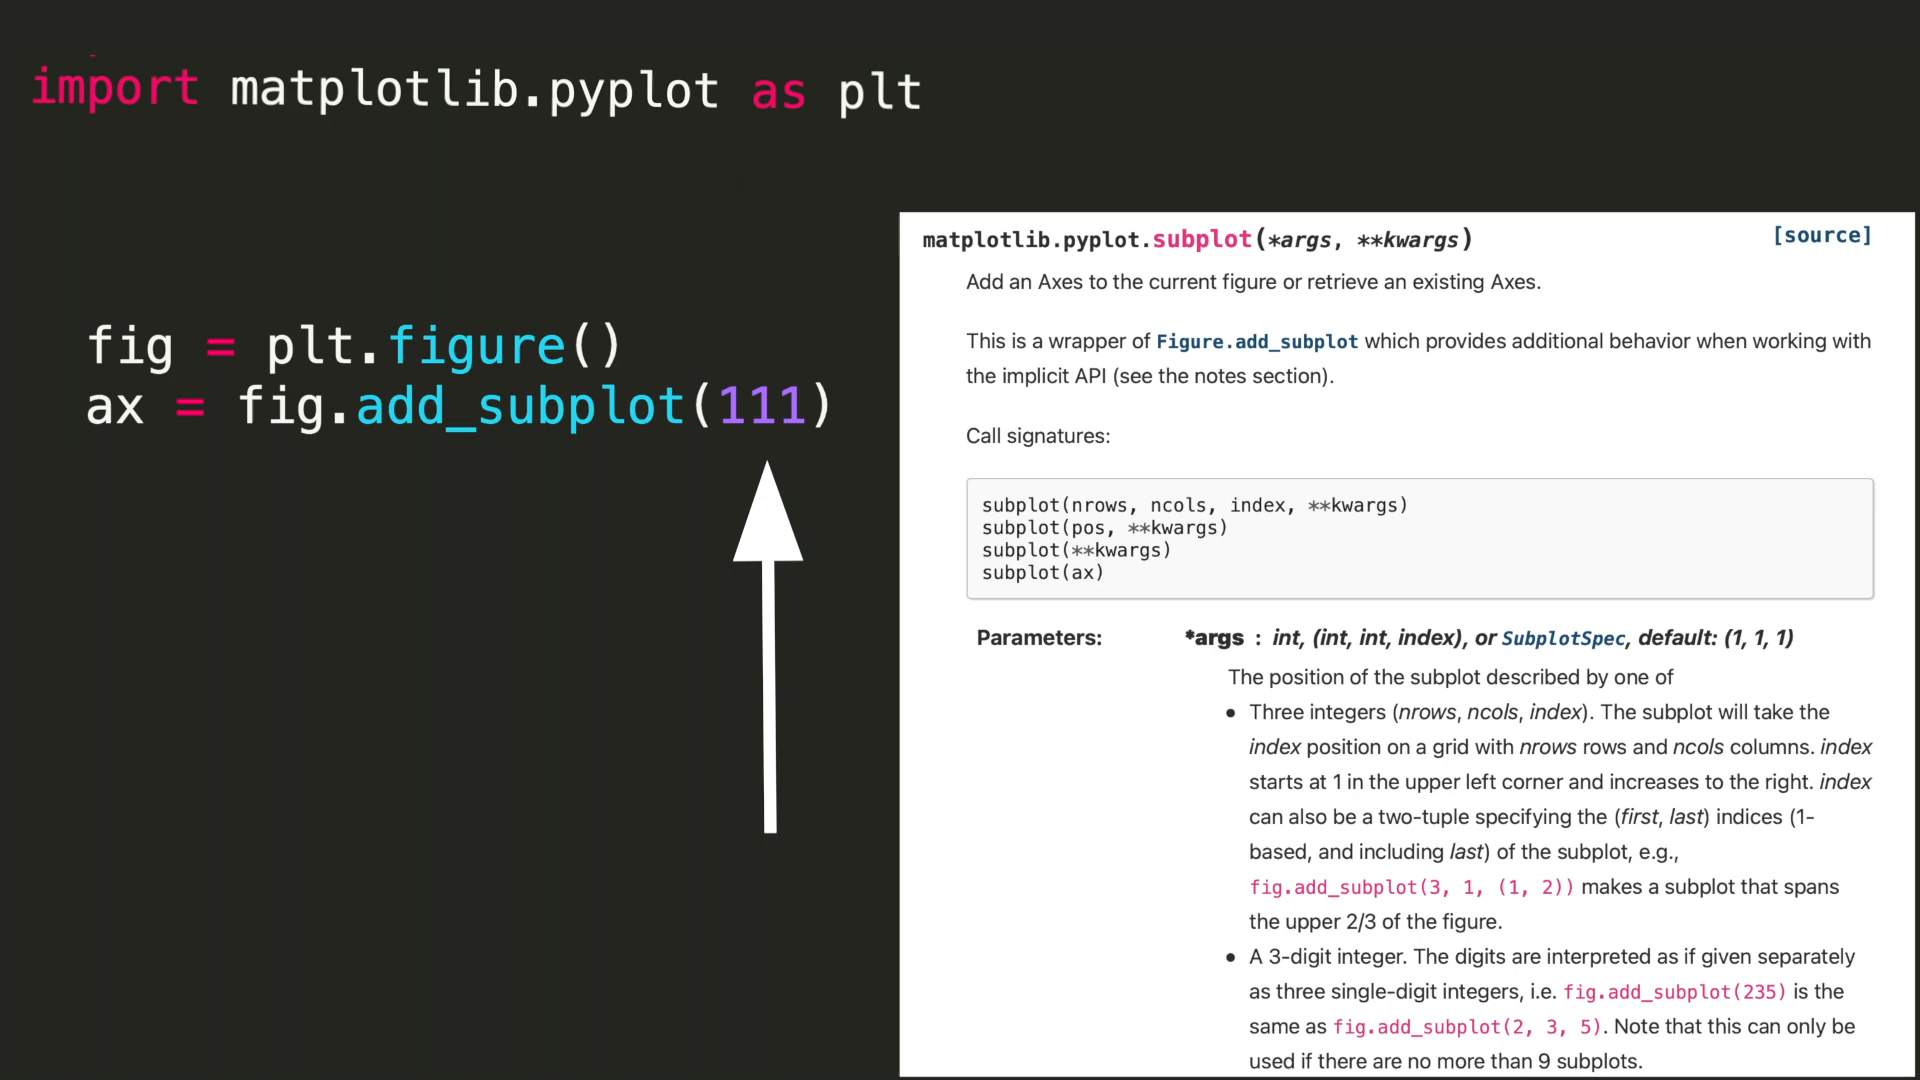 import matplotlib.pyplot as plt
fig = plt.figure()
ax = fig.add_subplot(111)
matplotlib.pyplot.subplot(*args, **kwargs) [source]
Add an Axes to the current figure or retrieve an existing Axes.
This is a wrapper of Figure.add_subplot which provides additional behavior when working with
the implicit API (see the notes section).
Call signatures:
subplot(nrows, ncols, index, **kwargs)
subplot(pos, **kwargs)
subplot(**kwargs)
subplot(ax)
Parameters: *args : int, (int, int, index), or SubplotSpec, default: (1, 1, 1)
The position of the subplot described by one of
• Three integers (nrows, ncols, index). The subplot will take the
index position on a grid with nrows rows and ncols columns. index
starts at 1 in the upper left corner and increases to the right. index
can also be a two-tuple specifying the (first, last) indices (1-
based, and including last) of the subplot, e.g.,
fig.add_subplot(3, 1, (1, 2)) makes a subplot that spans
the upper 2/3 of the figure.
• A 3-digit integer. The digits are interpreted as if given separately
as three single-digit integers, i.e. fig.add_subplot(235) is the
same as fig.add_subplot(2, 3, 5). Note that this can only be
used if there are no more than 9 subplots.